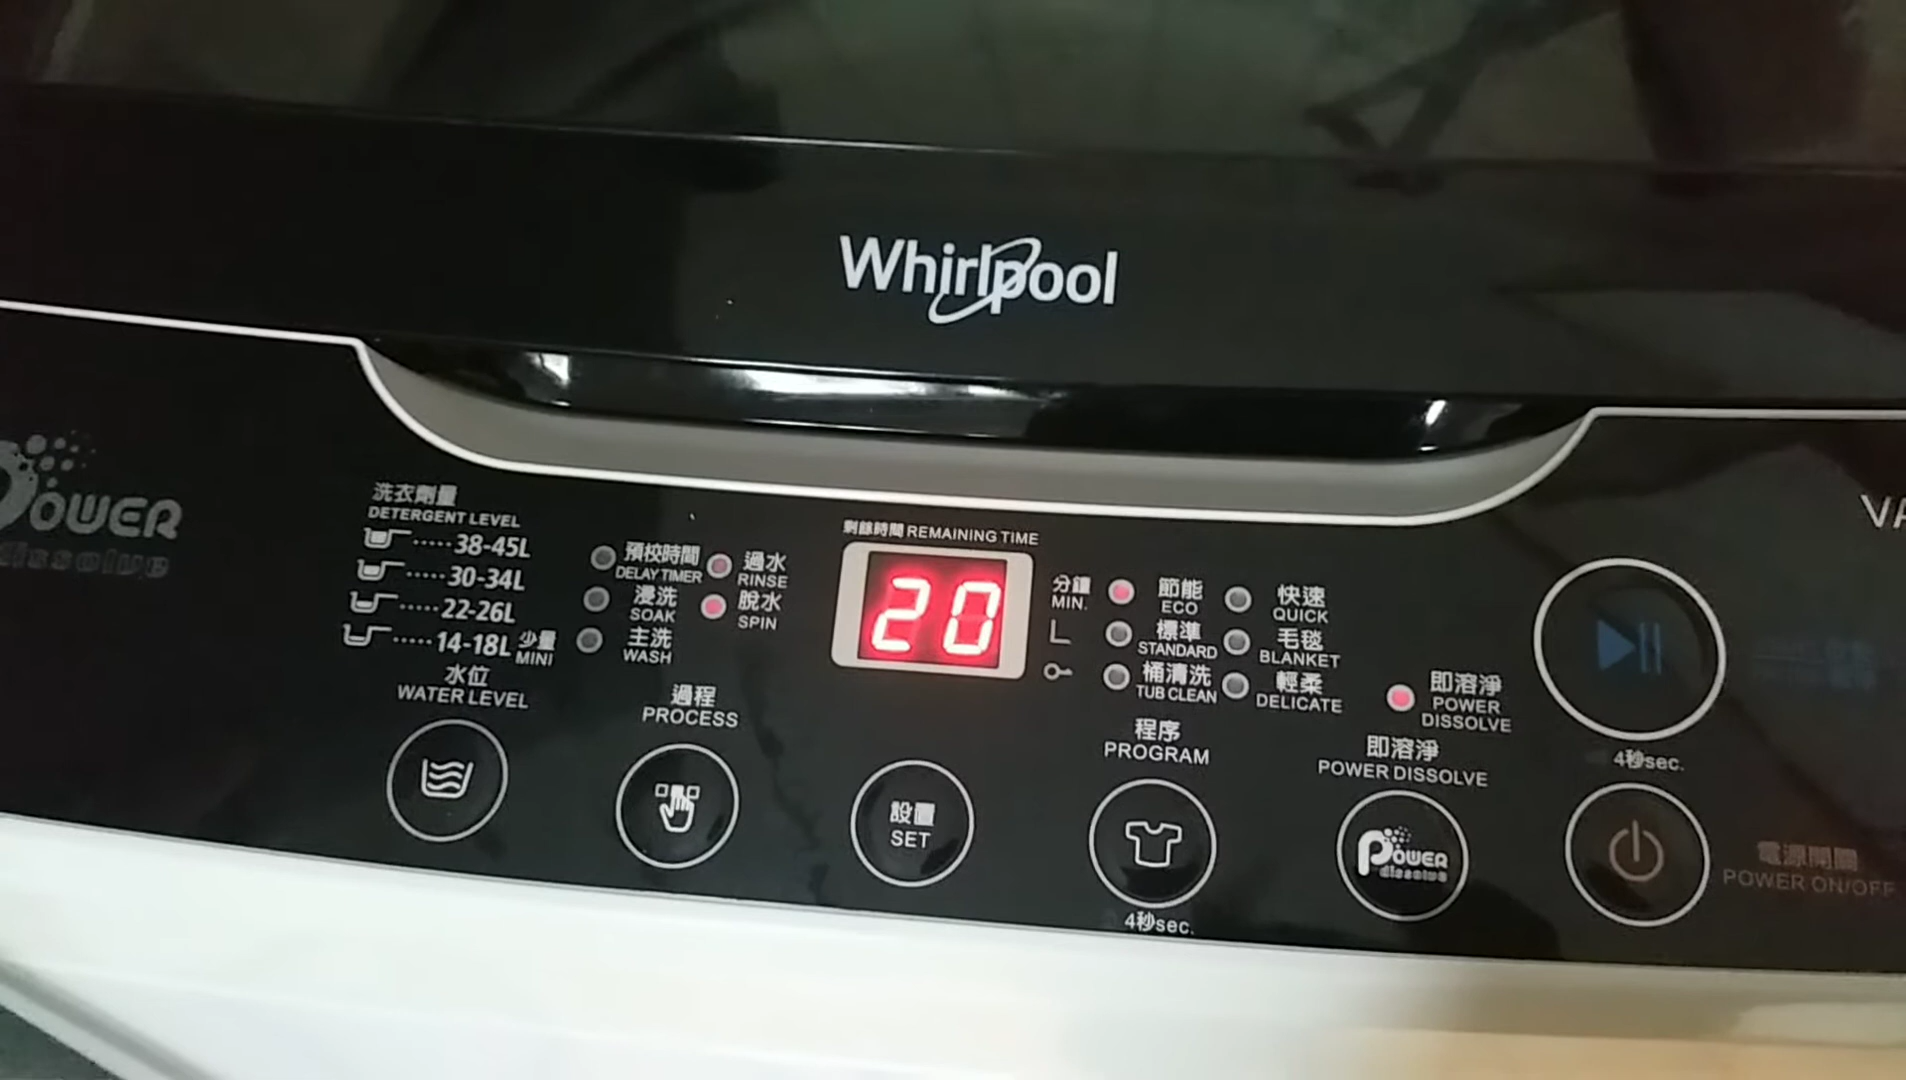 Whirlpool
POWER
dissolve
洗衣劑量
DETERGENT LEVEL
38-45L
30-34L
22-26L
14-18L 少量 MINI
水位
WATER LEVEL
預校時間
DELAY TIMER
浸洗
SOAK
主洗
WASH
過水
RINSE
脫水
SPIN
過程
PROCESS
剩餘時間 REMAINING TIME
20
分鐘
MIN.
設置
SET
節能
ECO
標準
STANDARD
桶清洗
TUB CLEAN
快速
QUICK
毛毯
BLANKET
輕柔
DELICATE
程序
PROGRAM
4秒sec.
即溶淨
POWER
DISSOLVE
即溶淨
POWER DISSOLVE
POWER
dissolve
4秒sec.
電源開關
POWER ON/OFF